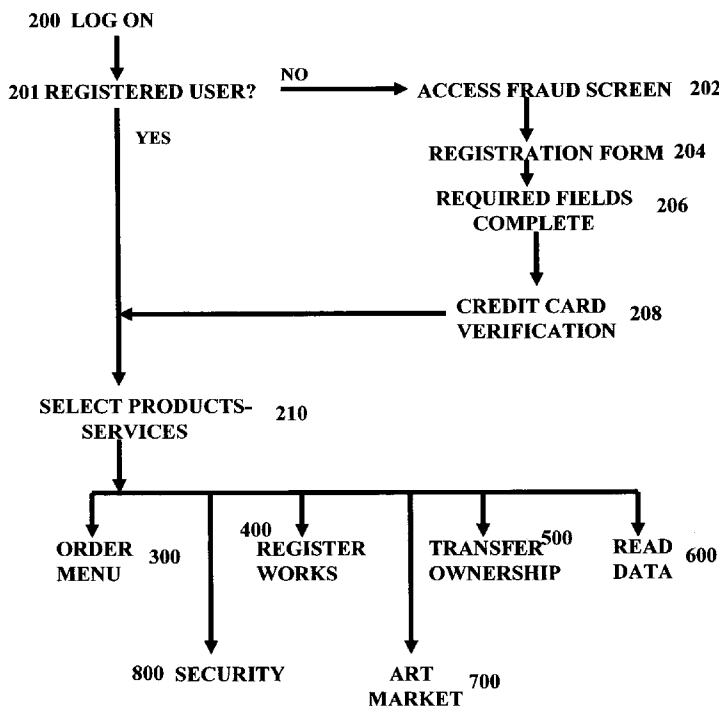 200 LOG ON
201 REGISTERED USER?
NO
ACCESS FRAUD SCREEN 202
YES
REGISTRATION FORM 204
REQUIRED FIELDS
COMPLETE
206
CREDIT CARD
VERIFICATION
208
SELECT PRODUCTS-
SERVICES
210
ORDER
MENU
300
400
REGISTER
WORKS
TRANSFER
OWNERSHIP
500
READ
DATA
600
800 SECURITY
ART
MARKET
700